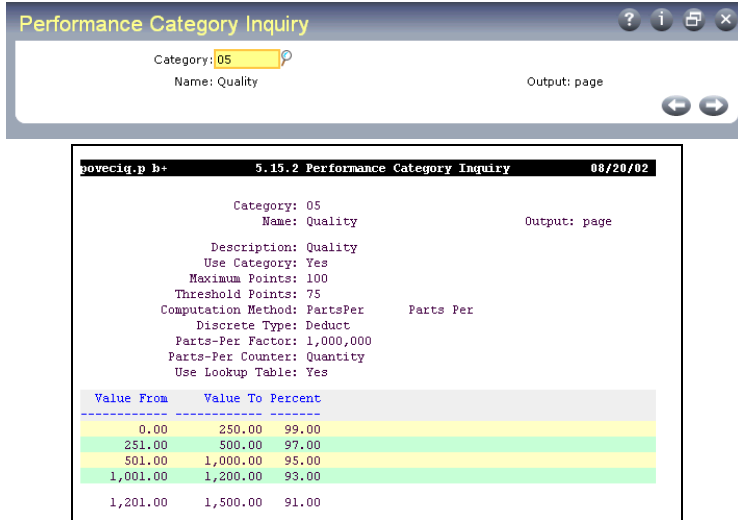 Performance Category Inquiry
Category: 05
Name: Quality Output: page
poveciq.p b+ 5.15.2 Performance Category Inquiry 08/20/02
Category: 05
Name: Quality Output: page
Description: Quality
Use Category: Yes
Maximum Points: 100
Threshold Points: 75
Computation Method: PartsPer Parts Per
Discrete Type: Deduct
Parts-Per Factor: 1,000,000
Parts-Per Counter: Quantity
Use Lookup Table: Yes
Value From Value To Percent
------------ ------------ -------
0.00 250.00 99.00
251.00 500.00 97.00
501.00 1,000.00 95.00
1,001.00 1,200.00 93.00
1,201.00 1,500.00 91.00